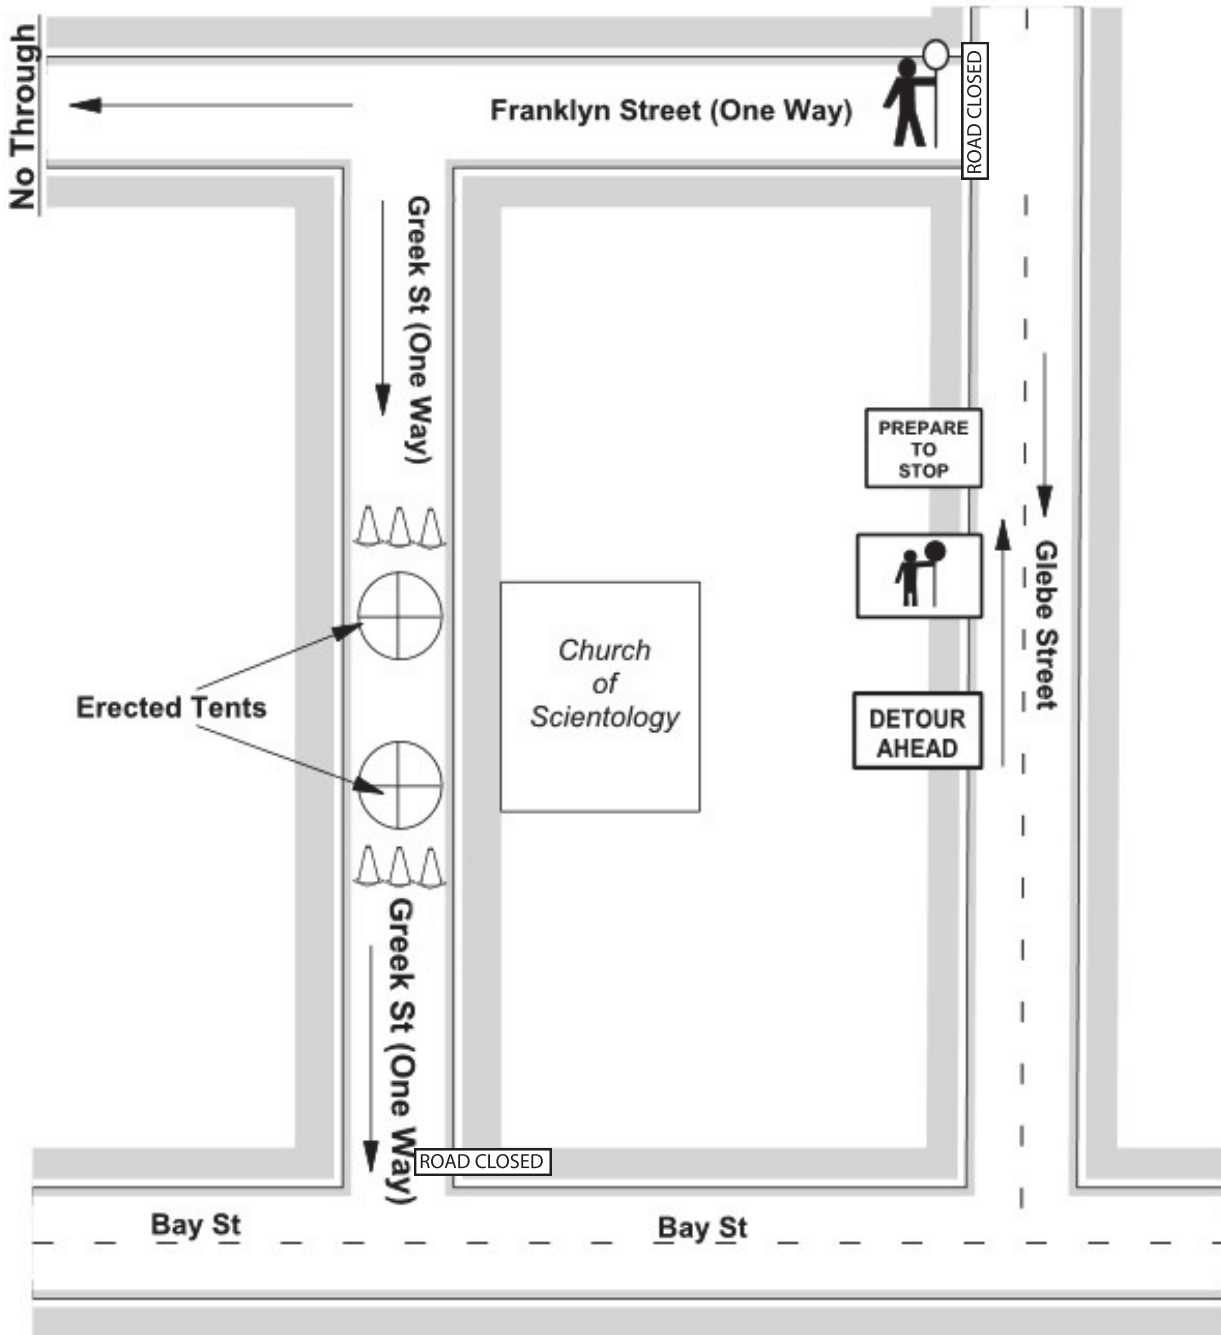 No Through
Franklyn Street (One Way)
ROAD CLOSED
Greek St (One Way)
PREPARE
TO
STOP
Glebe Street
Church
of
Scientology
Erected Tents
DETOUR
AHEAD
Greek St (One Way)
ROAD CLOSED
Bay St
Bay St